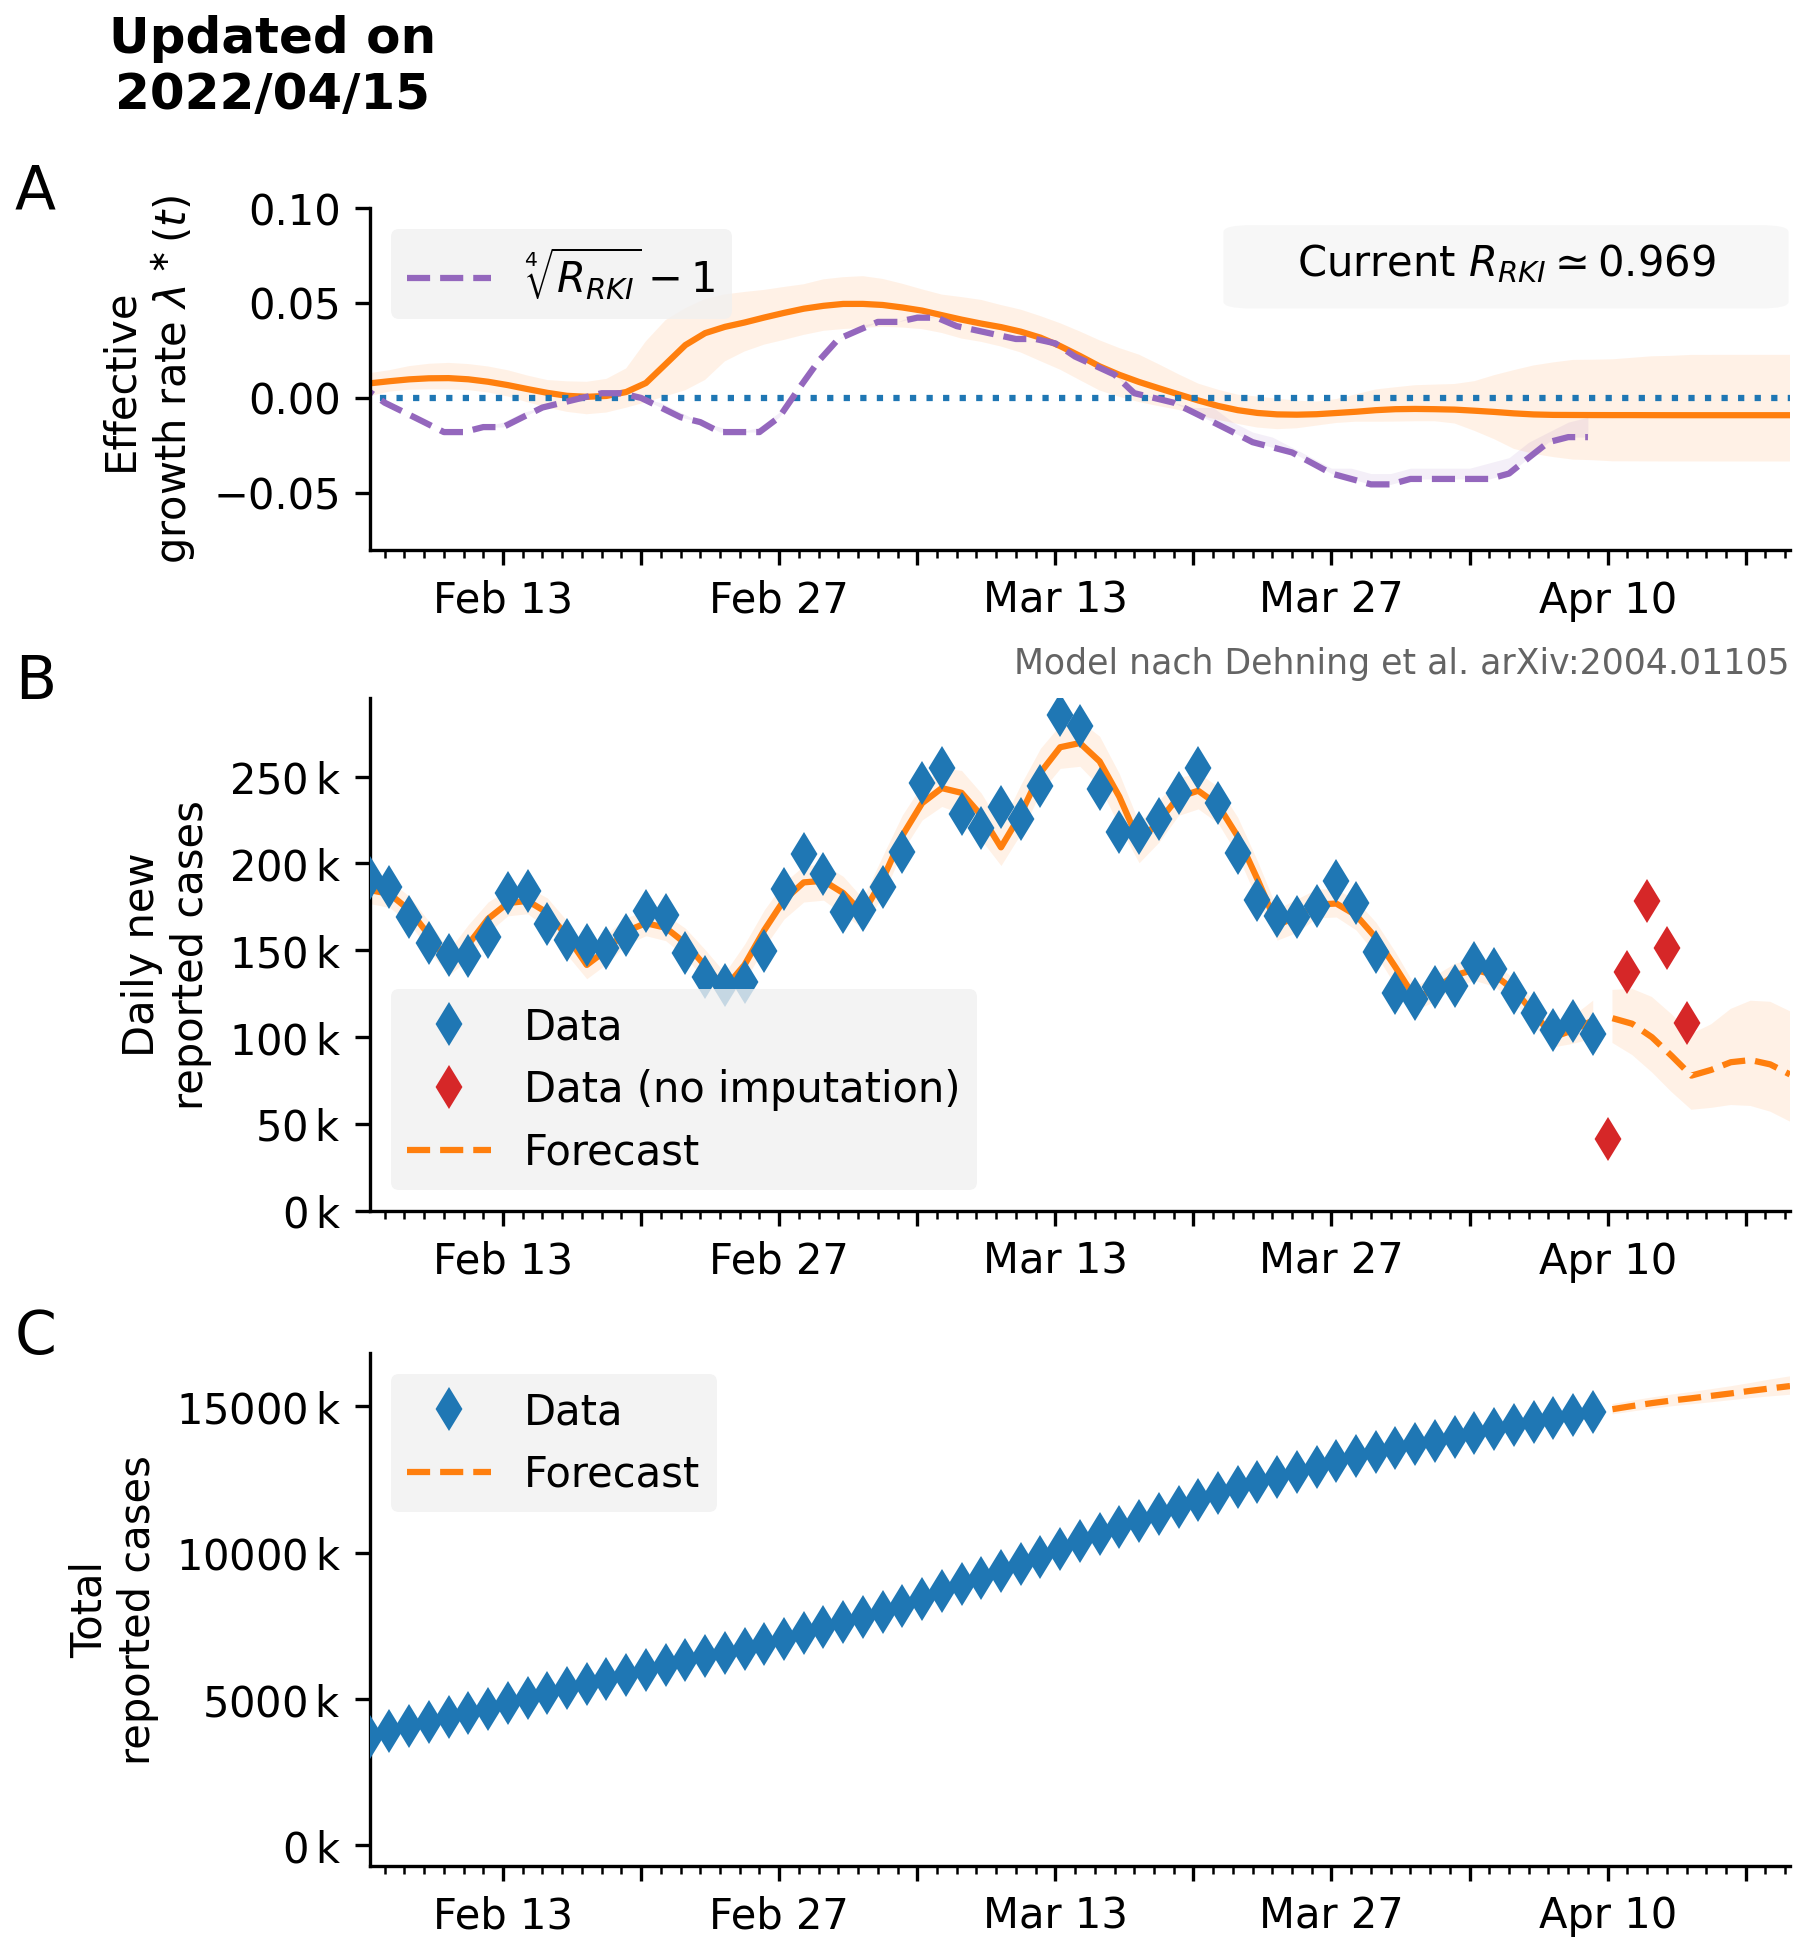 Updated on
2022/04/15
A
Effective
growth rate λ * (t)
0.10
0.05
0.00
−0.05
∜R_RKI − 1
Current R_RKI ≃ 0.969
Feb 13
Feb 27
Mar 13
Mar 27
Apr 10
Model nach Dehning et al. arXiv:2004.01105
B
Daily new
reported cases
250 k
200 k
150 k
100 k
50 k
0 k
Data
Data (no imputation)
Forecast
Feb 13
Feb 27
Mar 13
Mar 27
Apr 10
C
Total
reported cases
15000 k
10000 k
5000 k
0 k
Data
Forecast
Feb 13
Feb 27
Mar 13
Mar 27
Apr 10